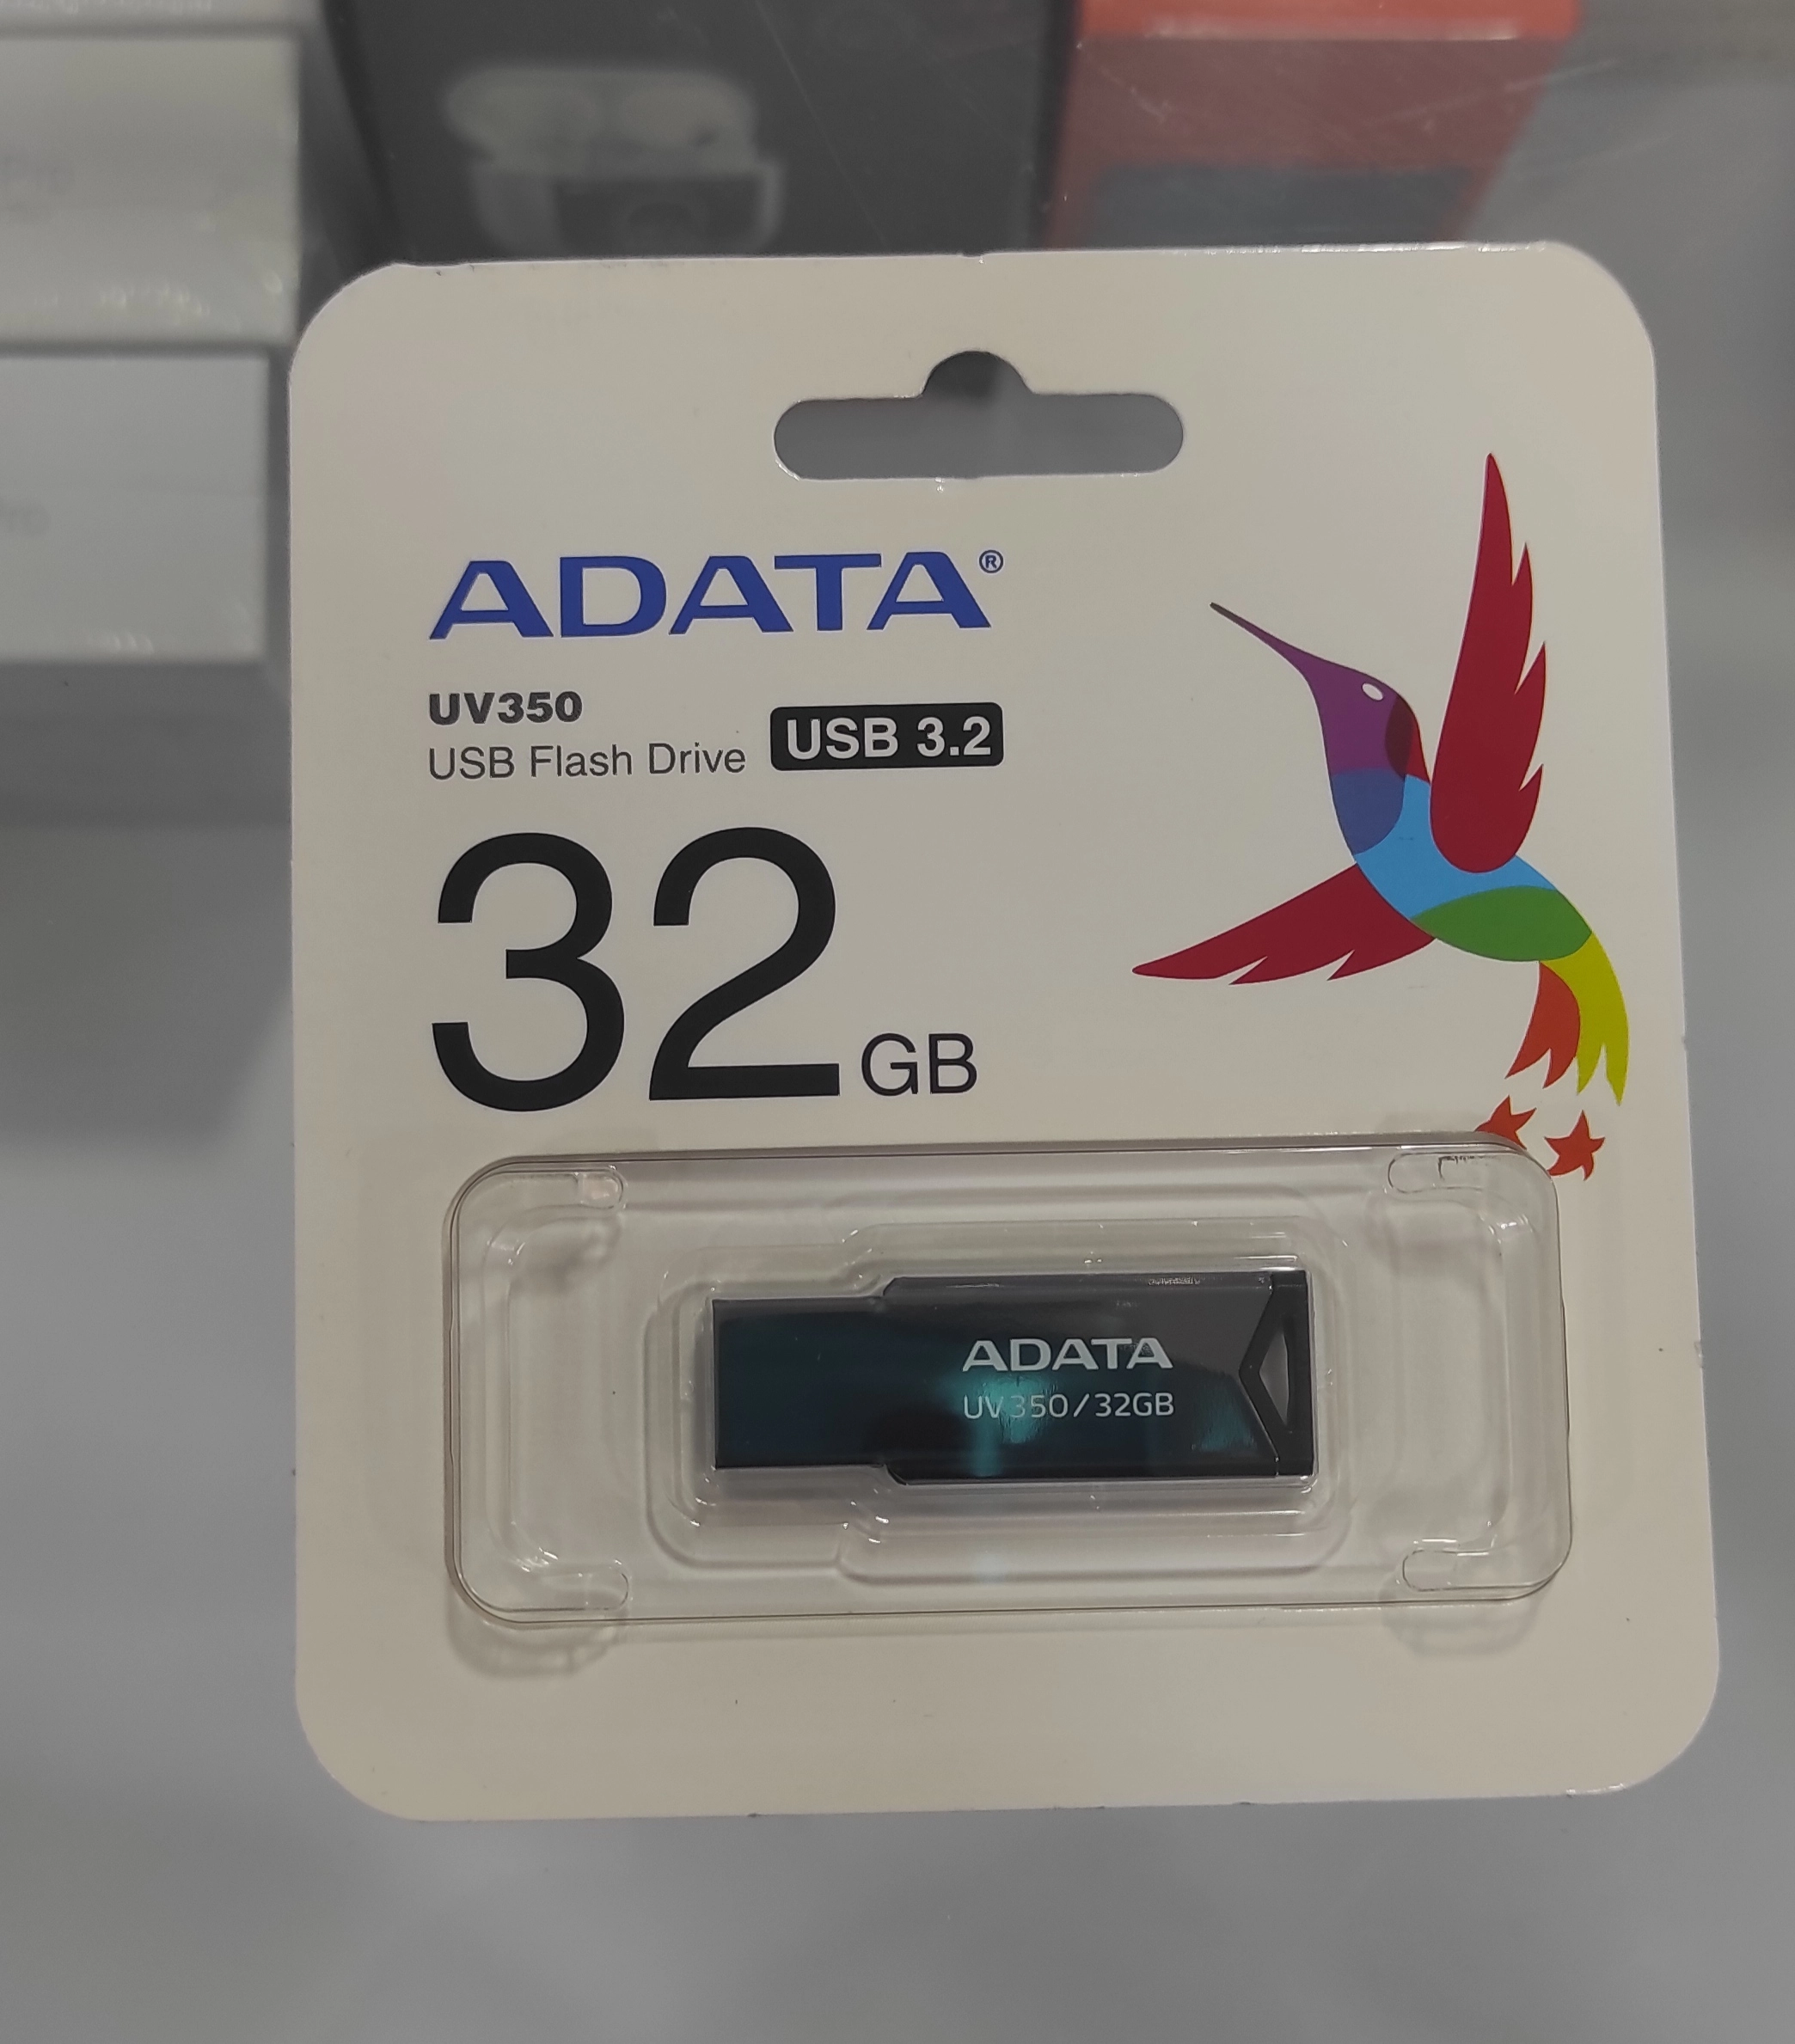 ADATA®
UV350
USB Flash Drive
USB 3.2
32 GB
ADATA
UV350/32GB